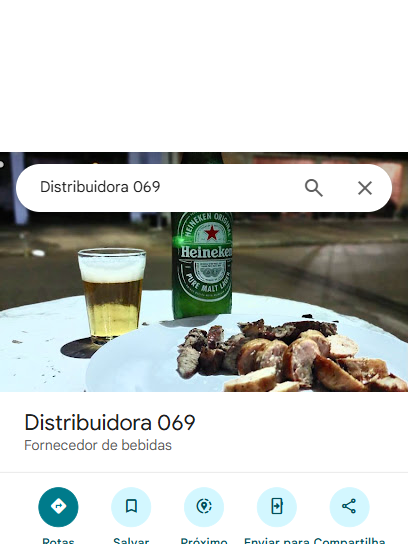 Distribuidora 069
HEINEKEN ORIGINAL
Heineken
PURE MALT LAGER
Distribuidora 069
Fornecedor de bebidas
Rotas
Salvar
Próximo
Enviar para
Compartilha